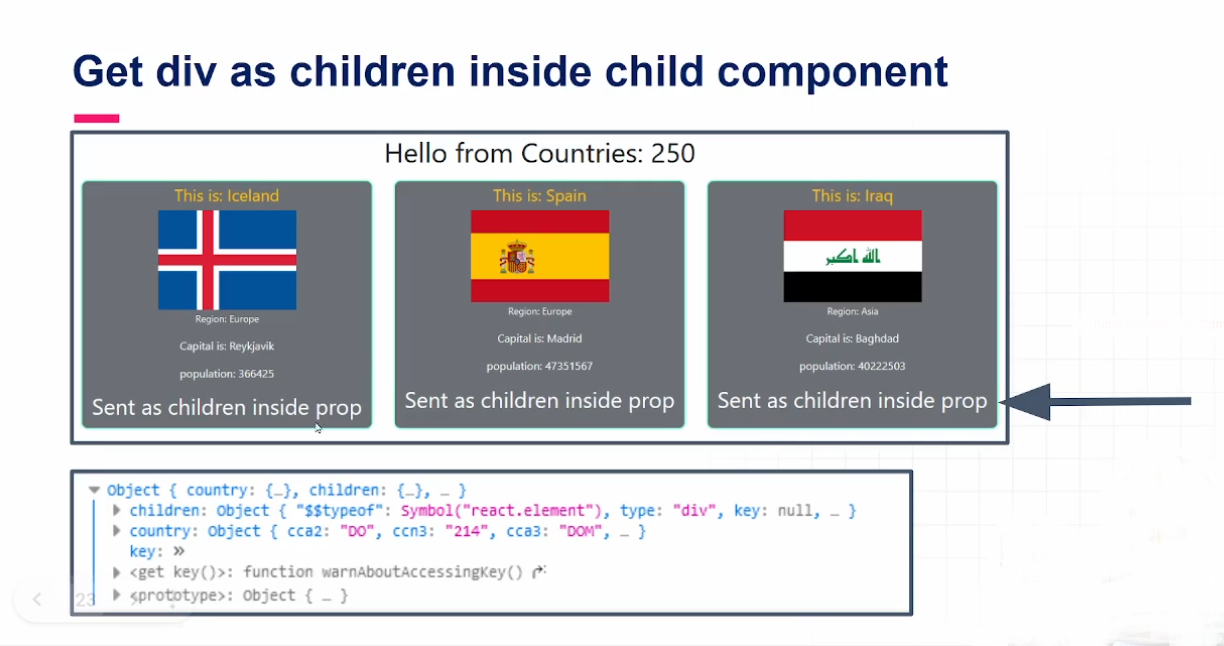 Get div as children inside child component
Hello from Countries: 250
This is: Iceland
Region: Europe
Capital is: Reykjavik
population: 366425
Sent as children inside prop
This is: Spain
Region: Europe
Capital is: Madrid
population: 47351567
Sent as children inside prop
This is: Iraq
الله اكبر
Region: Asia
Capital is: Baghdad
population: 40222503
Sent as children inside prop
Object { country: {…}, children: {…}, … }
children: Object { "$$typeof": Symbol("react.element"), type: "div", key: null, … }
country: Object { cca2: "DO", ccn3: "214", cca3: "DOM", … }
key: »
<get key()>: function warnAboutAccessingKey()
<prototype>: Object { … }
23